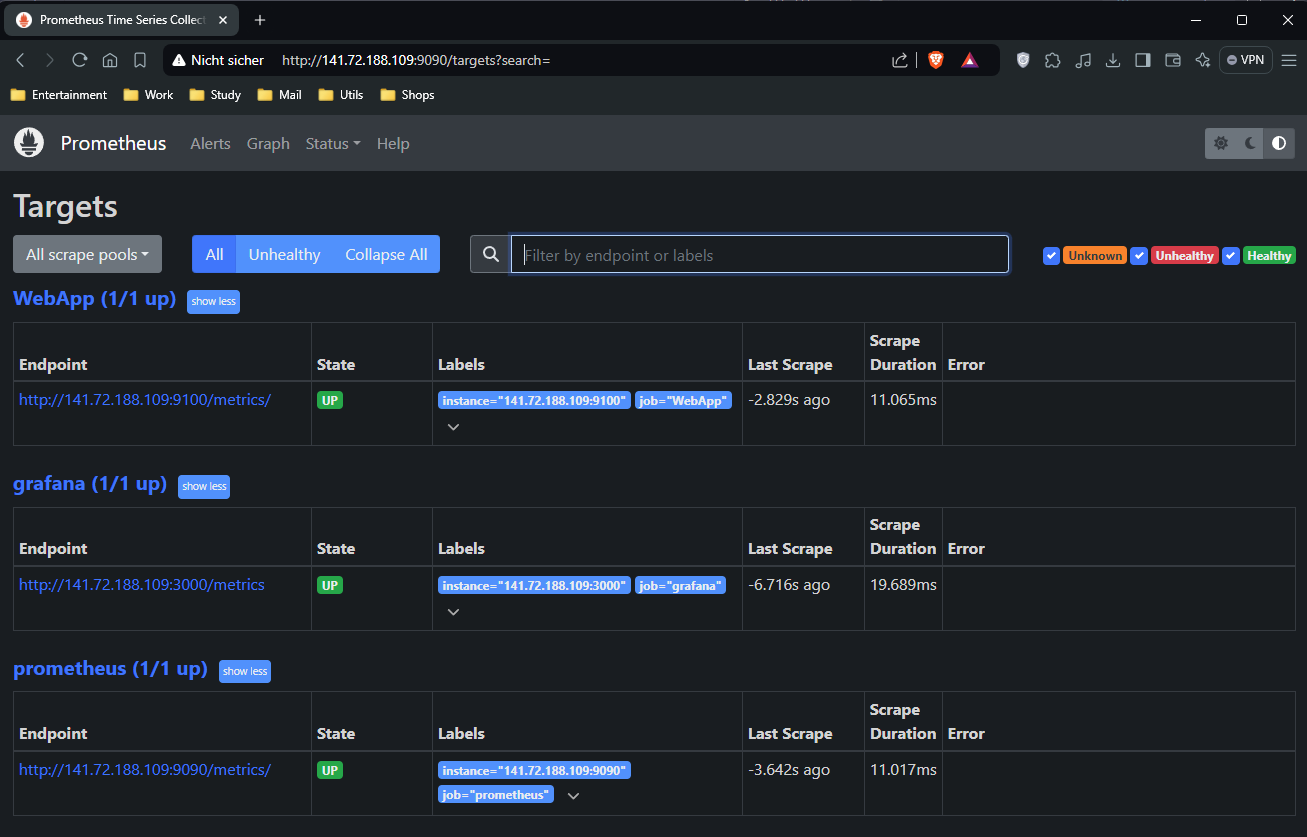 Prometheus Time Series Collect
Nicht sicher http://141.72.188.109:9090/targets?search= VPN
Entertainment Work Study Mail Utils Shops
Prometheus Alerts Graph Status Help
Targets
All scrape pools All Unhealthy Collapse All Filter by endpoint or labels Unknown Unhealthy Healthy
WebApp (1/1 up) show less
Endpoint State Labels Last Scrape Scrape Duration Error
http://141.72.188.109:9100/metrics/ UP instance="141.72.188.109:9100" job="WebApp" -2.829s ago 11.065ms
grafana (1/1 up) show less
Endpoint State Labels Last Scrape Scrape Duration Error
http://141.72.188.109:3000/metrics UP instance="141.72.188.109:3000" job="grafana" -6.716s ago 19.689ms
prometheus (1/1 up) show less
Endpoint State Labels Last Scrape Scrape Duration Error
http://141.72.188.109:9090/metrics/ UP instance="141.72.188.109:9090" -3.642s ago 11.017ms
job="prometheus"